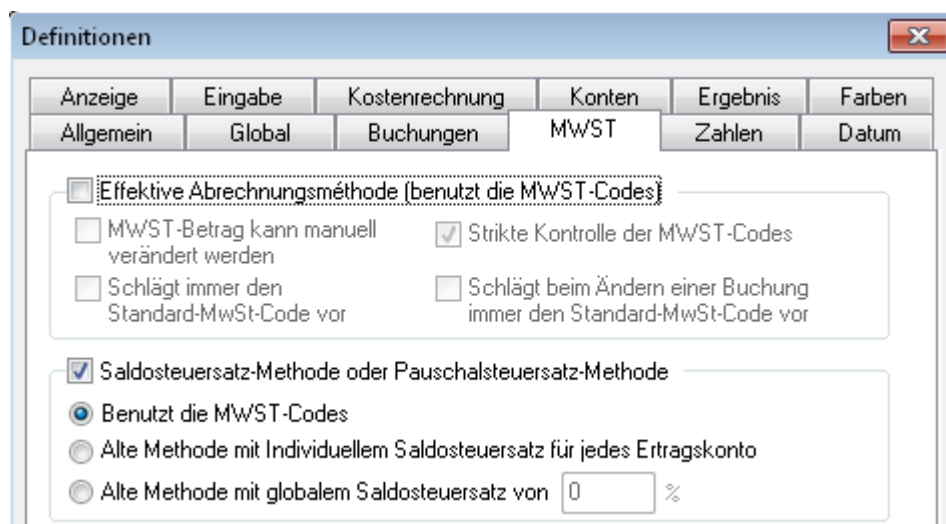 Definitionen
Anzeige Eingabe Kostenrechnung Konten Ergebnis Farben
Allgemein Global Buchungen MWST Zahlen Datum
Effektive Abrechnungsméthode (benutzt die MWST-Codes)
MWST-Betrag kann manuell
verändert werden
Strikte Kontrolle der MWST-Codes
Schlägt immer den
Standard-MwSt-Code vor
Schlägt beim Ändern einer Buchung
immer den Standard-MwSt-Code vor
Saldosteuersatz-Methode oder Pauschalsteuersatz-Methode
Benutzt die MWST-Codes
Alte Methode mit Individuellem Saldosteuersatz für jedes Ertragskonto
Alte Methode mit globalem Saldosteuersatz von 0 %